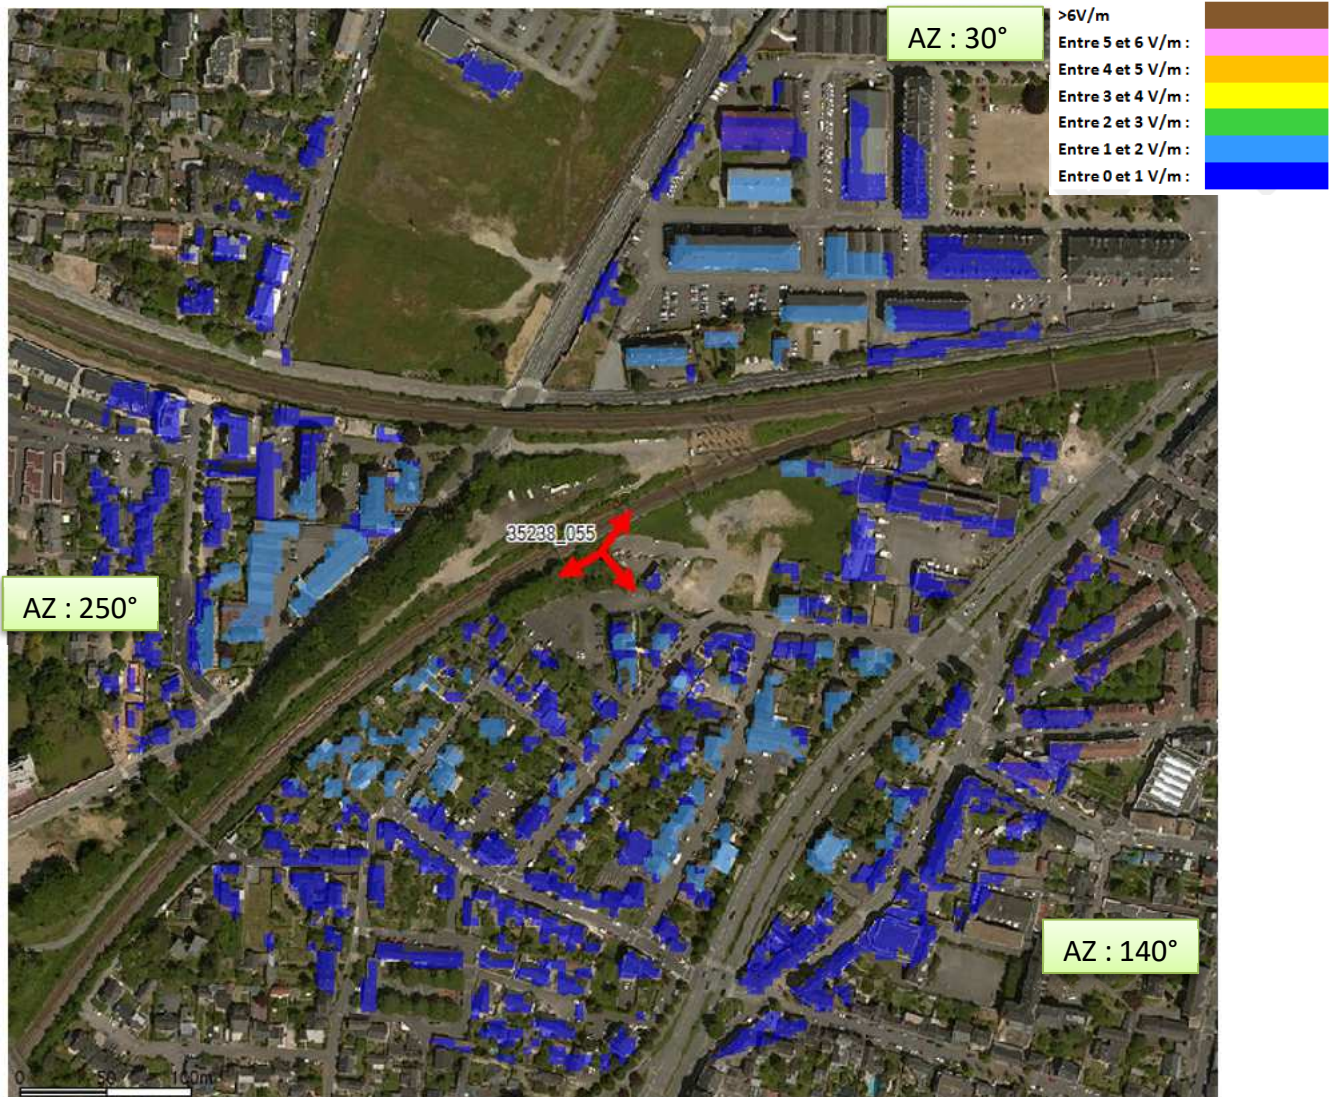 AZ : 30°
>6V/m
Entre 5 et 6 V/m :
Entre 4 et 5 V/m :
Entre 3 et 4 V/m :
Entre 2 et 3 V/m :
Entre 1 et 2 V/m :
Entre 0 et 1 V/m :
35238_055
AZ : 250°
AZ : 140°
0 50 100m